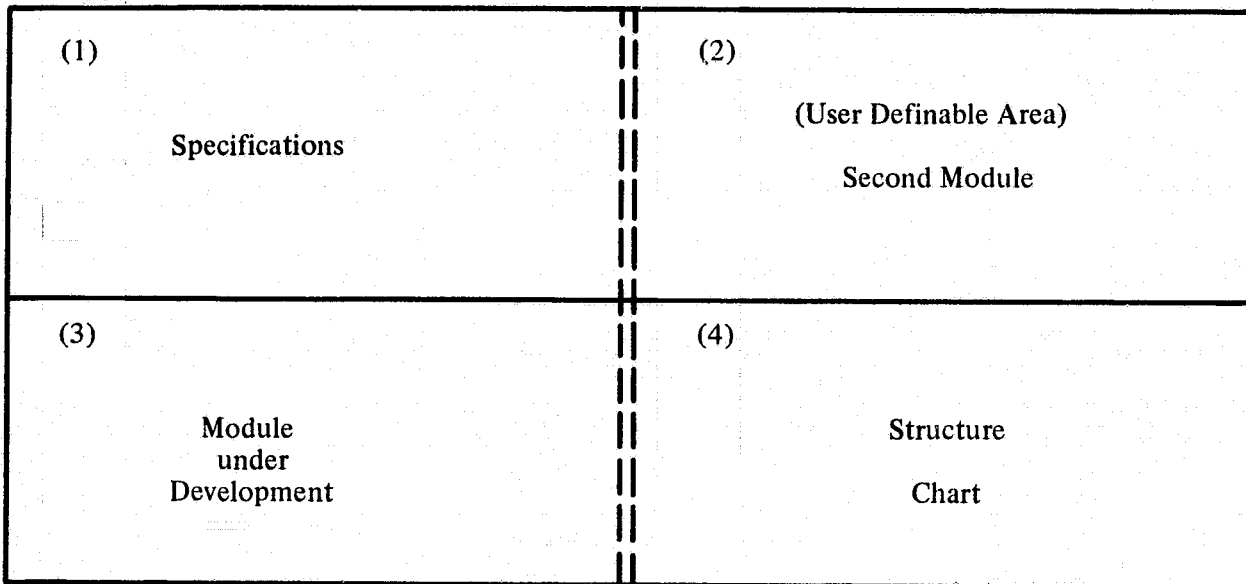 (1)
Specifications
(2)
(User Definable Area)
Second Module
(3)
Module
under
Development
(4)
Structure
Chart